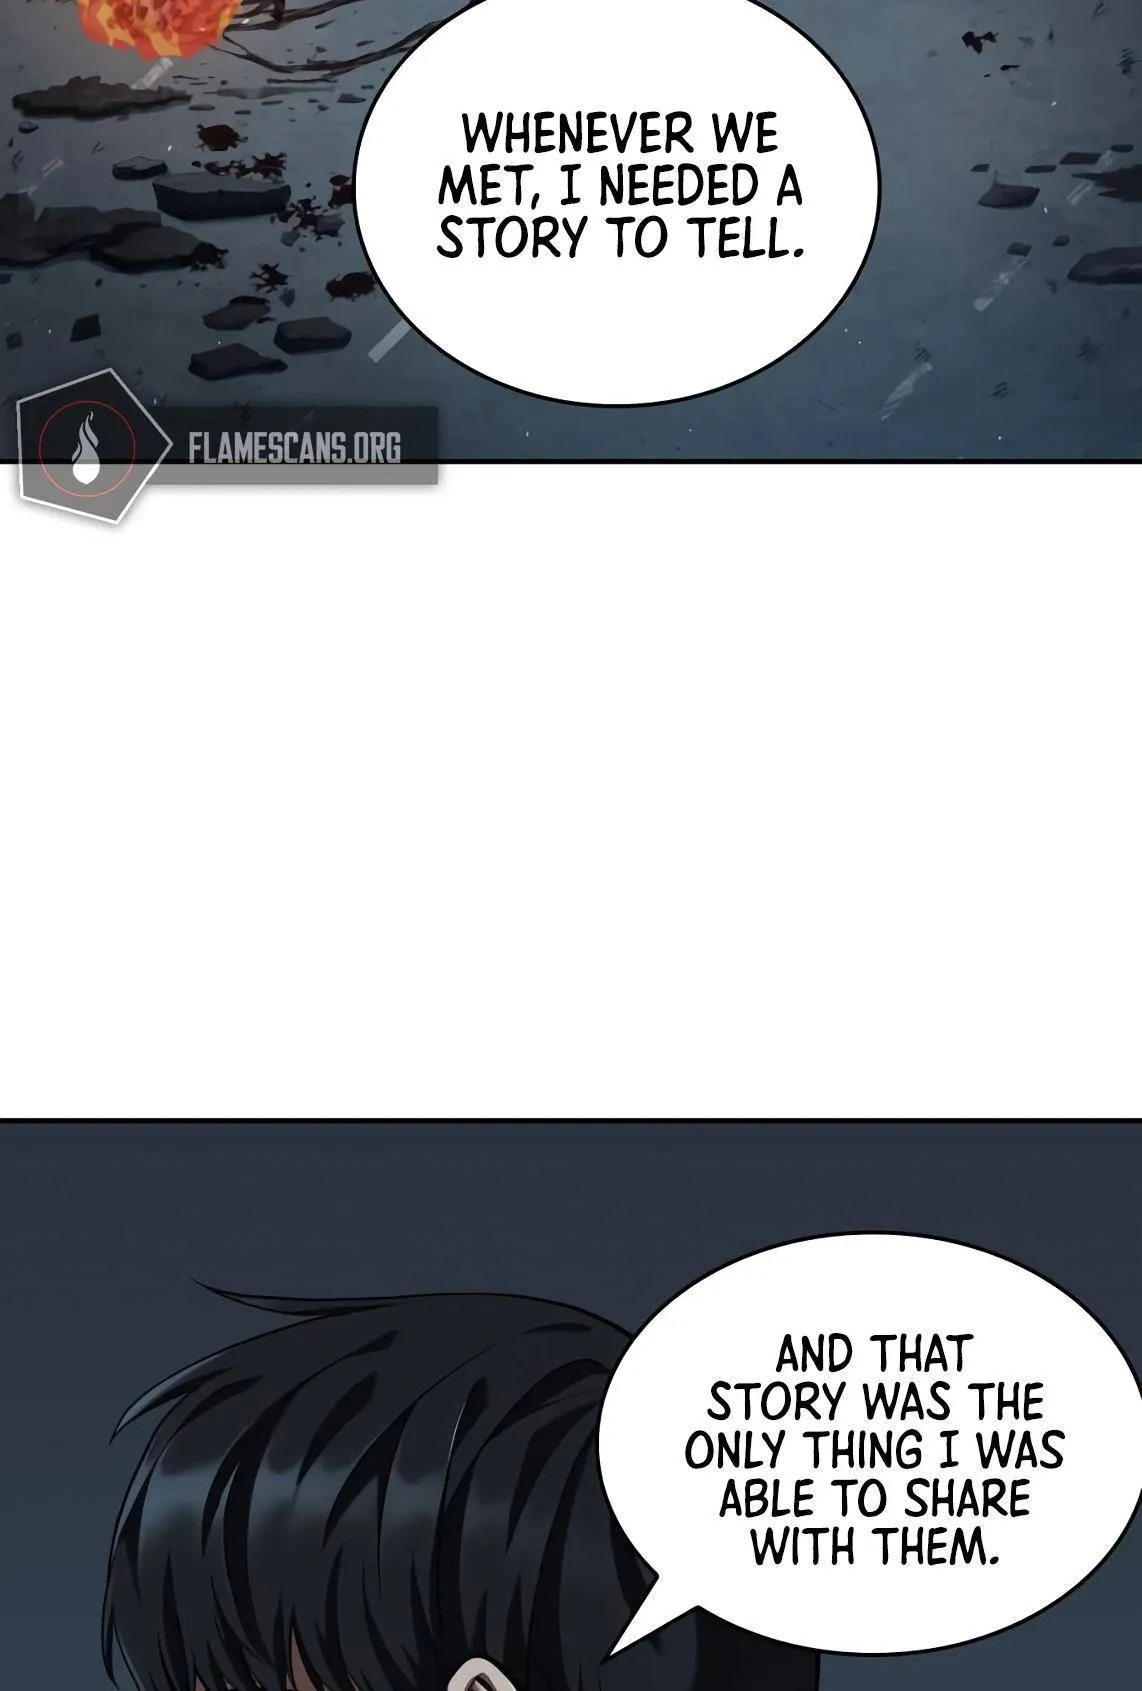 WHENEVER WE
MET, I NEEDED A
STORY TO TELL.
FLAMESCANS.ORG
AND THAT
STORY WAS THE
ONLY THING I WAS
ABLE TO SHARE
WITH THEM.